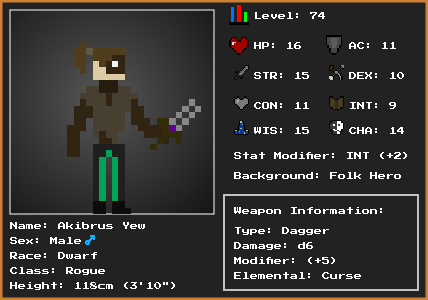 Level: 74
HP: 16 AC: 11
STR: 15 DEX: 10
CON: 11 INT: 9
WIS: 15 CHA: 14
Stat Modifier: INT (+2)
Background: Folk Hero
Weapon Information:
Type: Dagger
Damage: d6
Modifier: (+5)
Elemental: Curse
Name: Akibrus Yew
Sex: Male ♂
Race: Dwarf
Class: Rogue
Height: 118cm (3'10")